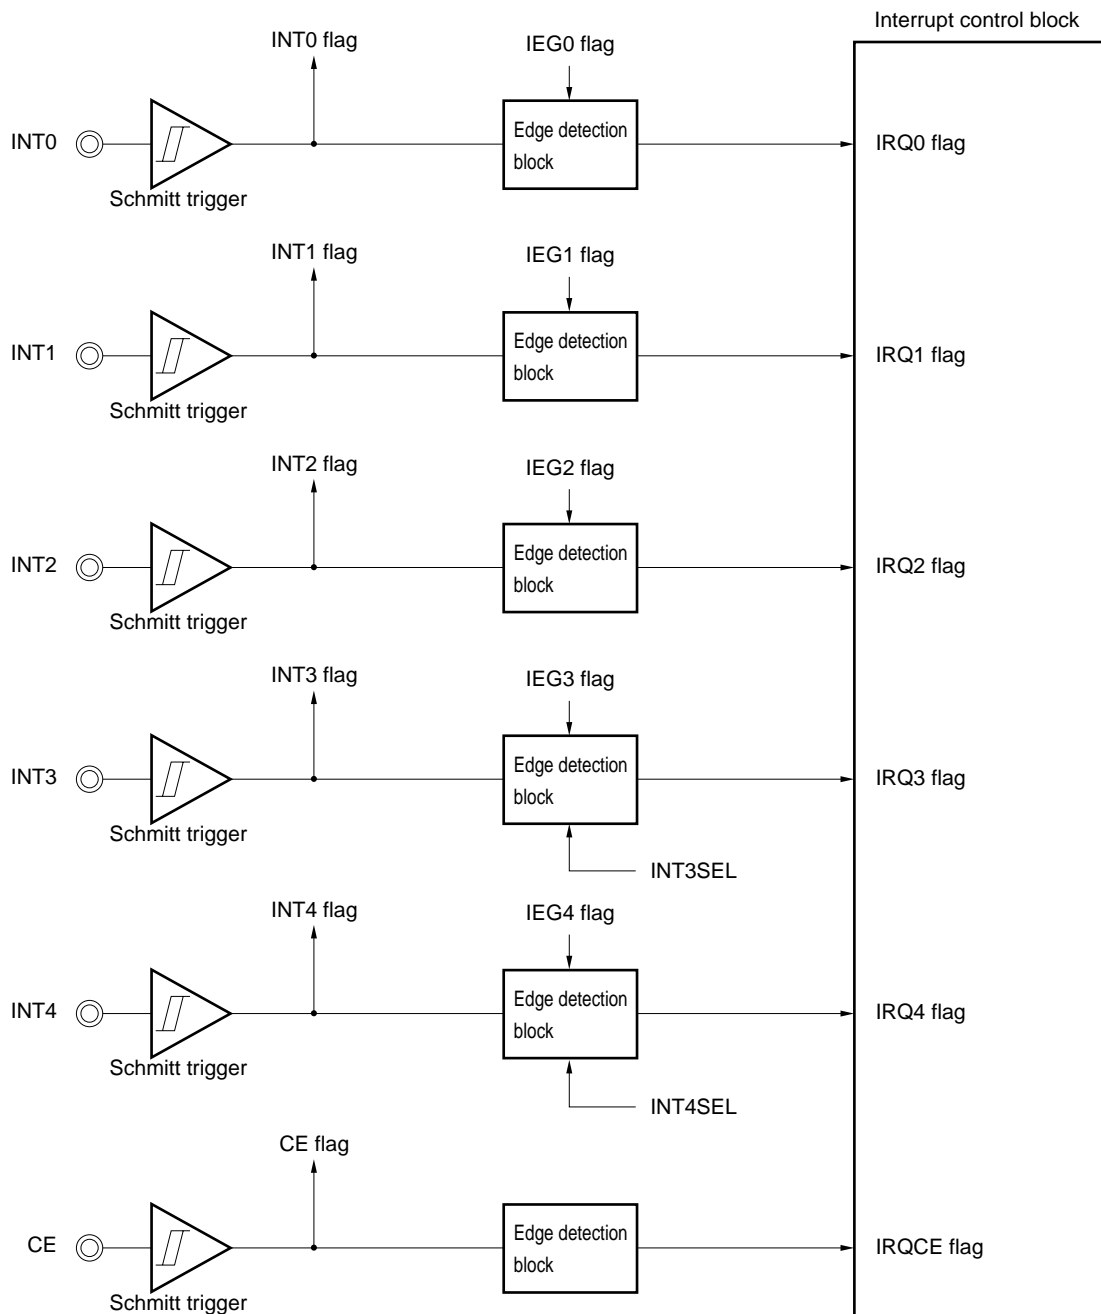 Interrupt control block
INT0 flag
IEG0 flag
INT0
Edge detection
block
IRQ0 flag
Schmitt trigger
INT1 flag
IEG1 flag
INT1
Edge detection
block
IRQ1 flag
Schmitt trigger
INT2 flag
IEG2 flag
INT2
Edge detection
block
IRQ2 flag
Schmitt trigger
INT3 flag
IEG3 flag
INT3
Edge detection
block
IRQ3 flag
Schmitt trigger
INT3SEL
INT4 flag
IEG4 flag
INT4
Edge detection
block
IRQ4 flag
Schmitt trigger
INT4SEL
CE flag
CE
Edge detection
block
IRQCE flag
Schmitt trigger